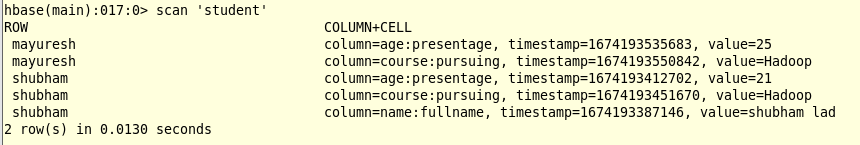 hbase(main):017:0> scan 'student'
ROW COLUMN+CELL
mayuresh column=age:presentage, timestamp=1674193535683, value=25
mayuresh column=course:pursuing, timestamp=1674193550842, value=Hadoop
shubham column=age:presentage, timestamp=1674193412702, value=21
shubham column=course:pursuing, timestamp=1674193451670, value=Hadoop
shubham column=name:fullname, timestamp=1674193387146, value=shubham lad
2 row(s) in 0.0130 seconds